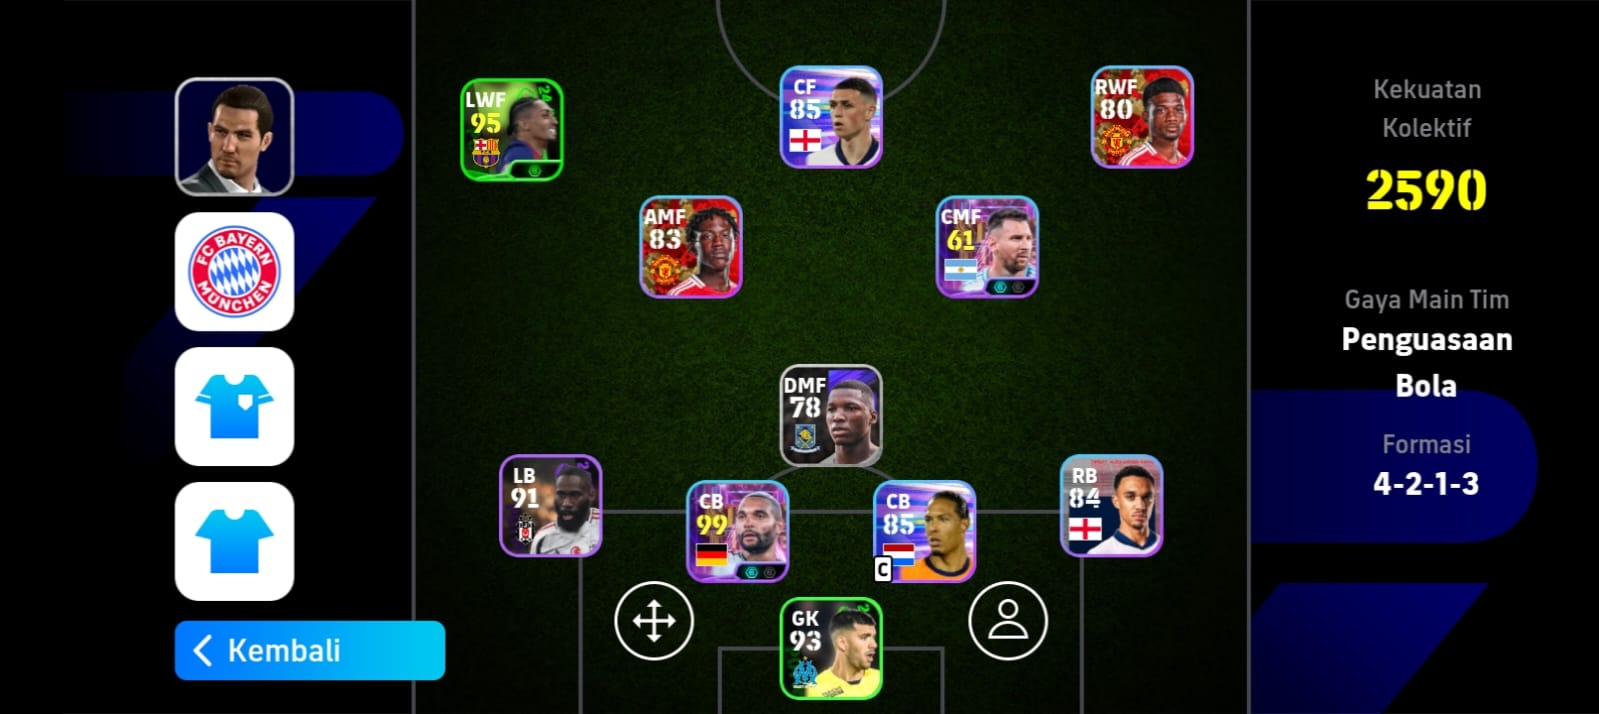 FC BAYERN
MÜNCHEN
Kembali
LWF
95
CF
85
RWF
80
AMF
83
CMF
61
DMF
78
LB
91
CB
99
CB
85
C
RB
84
GK
93
Kekuatan
Kolektif
2590
Gaya Main Tim
Penguasaan
Bola
Formasi
4-2-1-3